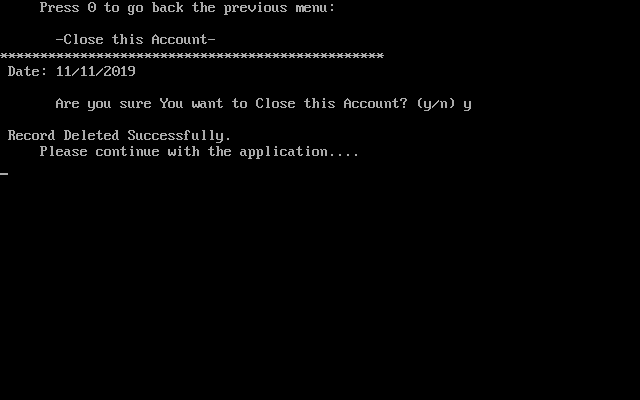 Press 0 to go back the previous menu:
-Close this Account-
************************************************
Date: 11/11/2019
Are you sure You want to Close this Account? (y/n) y
Record Deleted Successfully.
Please continue with the application....
_